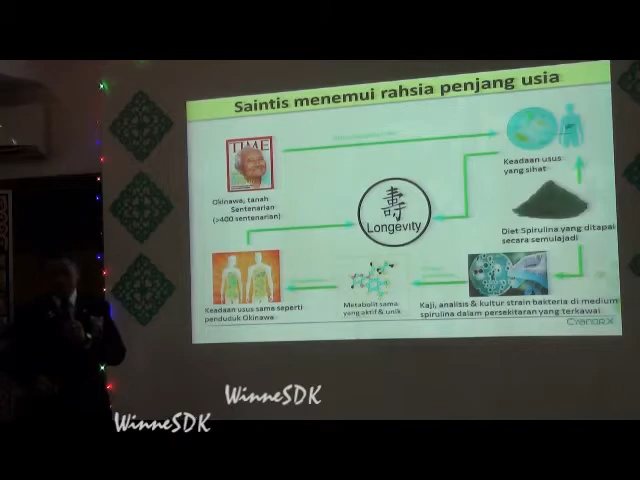 Saintis menemui rahsia penjang usia
TIME
Okinawa, tanah
Sentenarian
(>400 sentenarian)
Keadaan usus
yang sihat
壽
Longevity
Diet Spirulina yang ditapai
secara semulajadi
Keadaan usus sama seperti
penduduk Okinawa
Metabolit sama
yang aktif & unik
Kaji, analisis & kultur strain bakteria di medium
spirulina dalam persekitaran yang terkawal
CyanorX
WinneSDK
WinneSDK